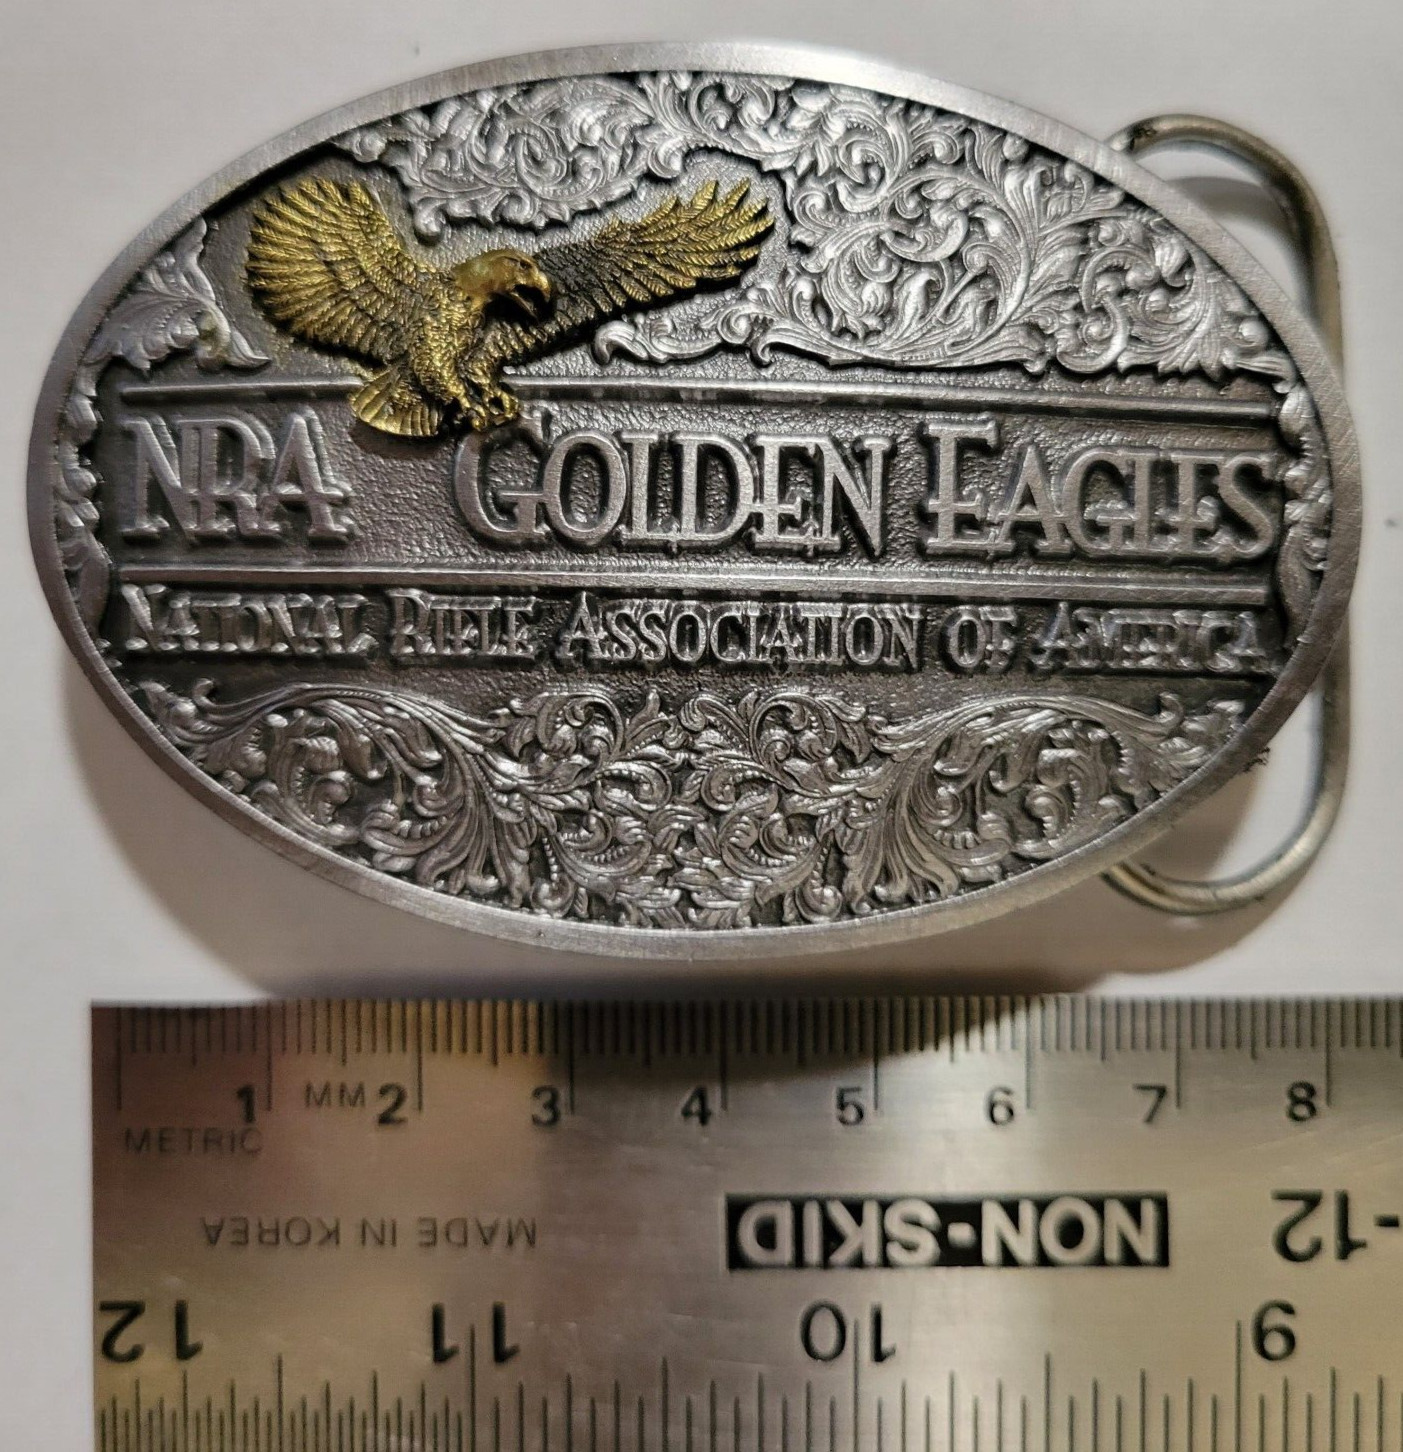 NRA GOLDEN EAGLES
NATIONAL RIFLE ASSOCIATION OF AMERICA
1 MM 2 3 4 5 6 7 8
METRIC
MADE IN KOREA NON-SKID -12
12 11 10 9